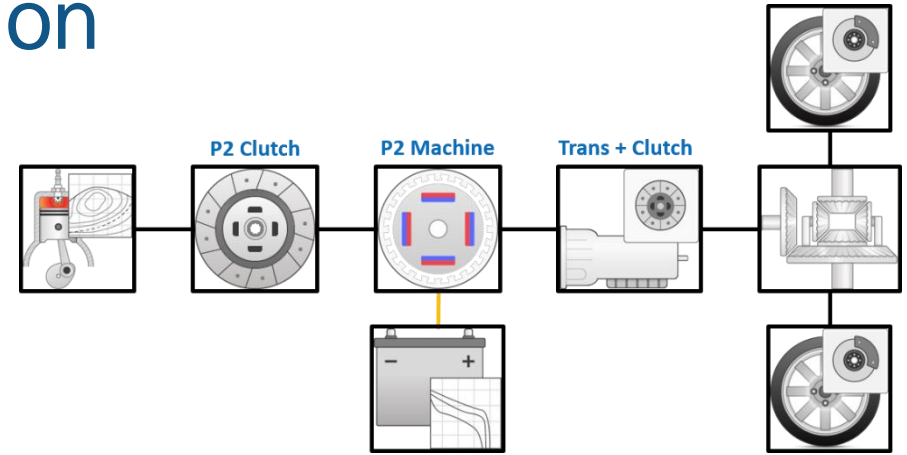 on
P2 Clutch
P2 Machine
Trans + Clutch
− +